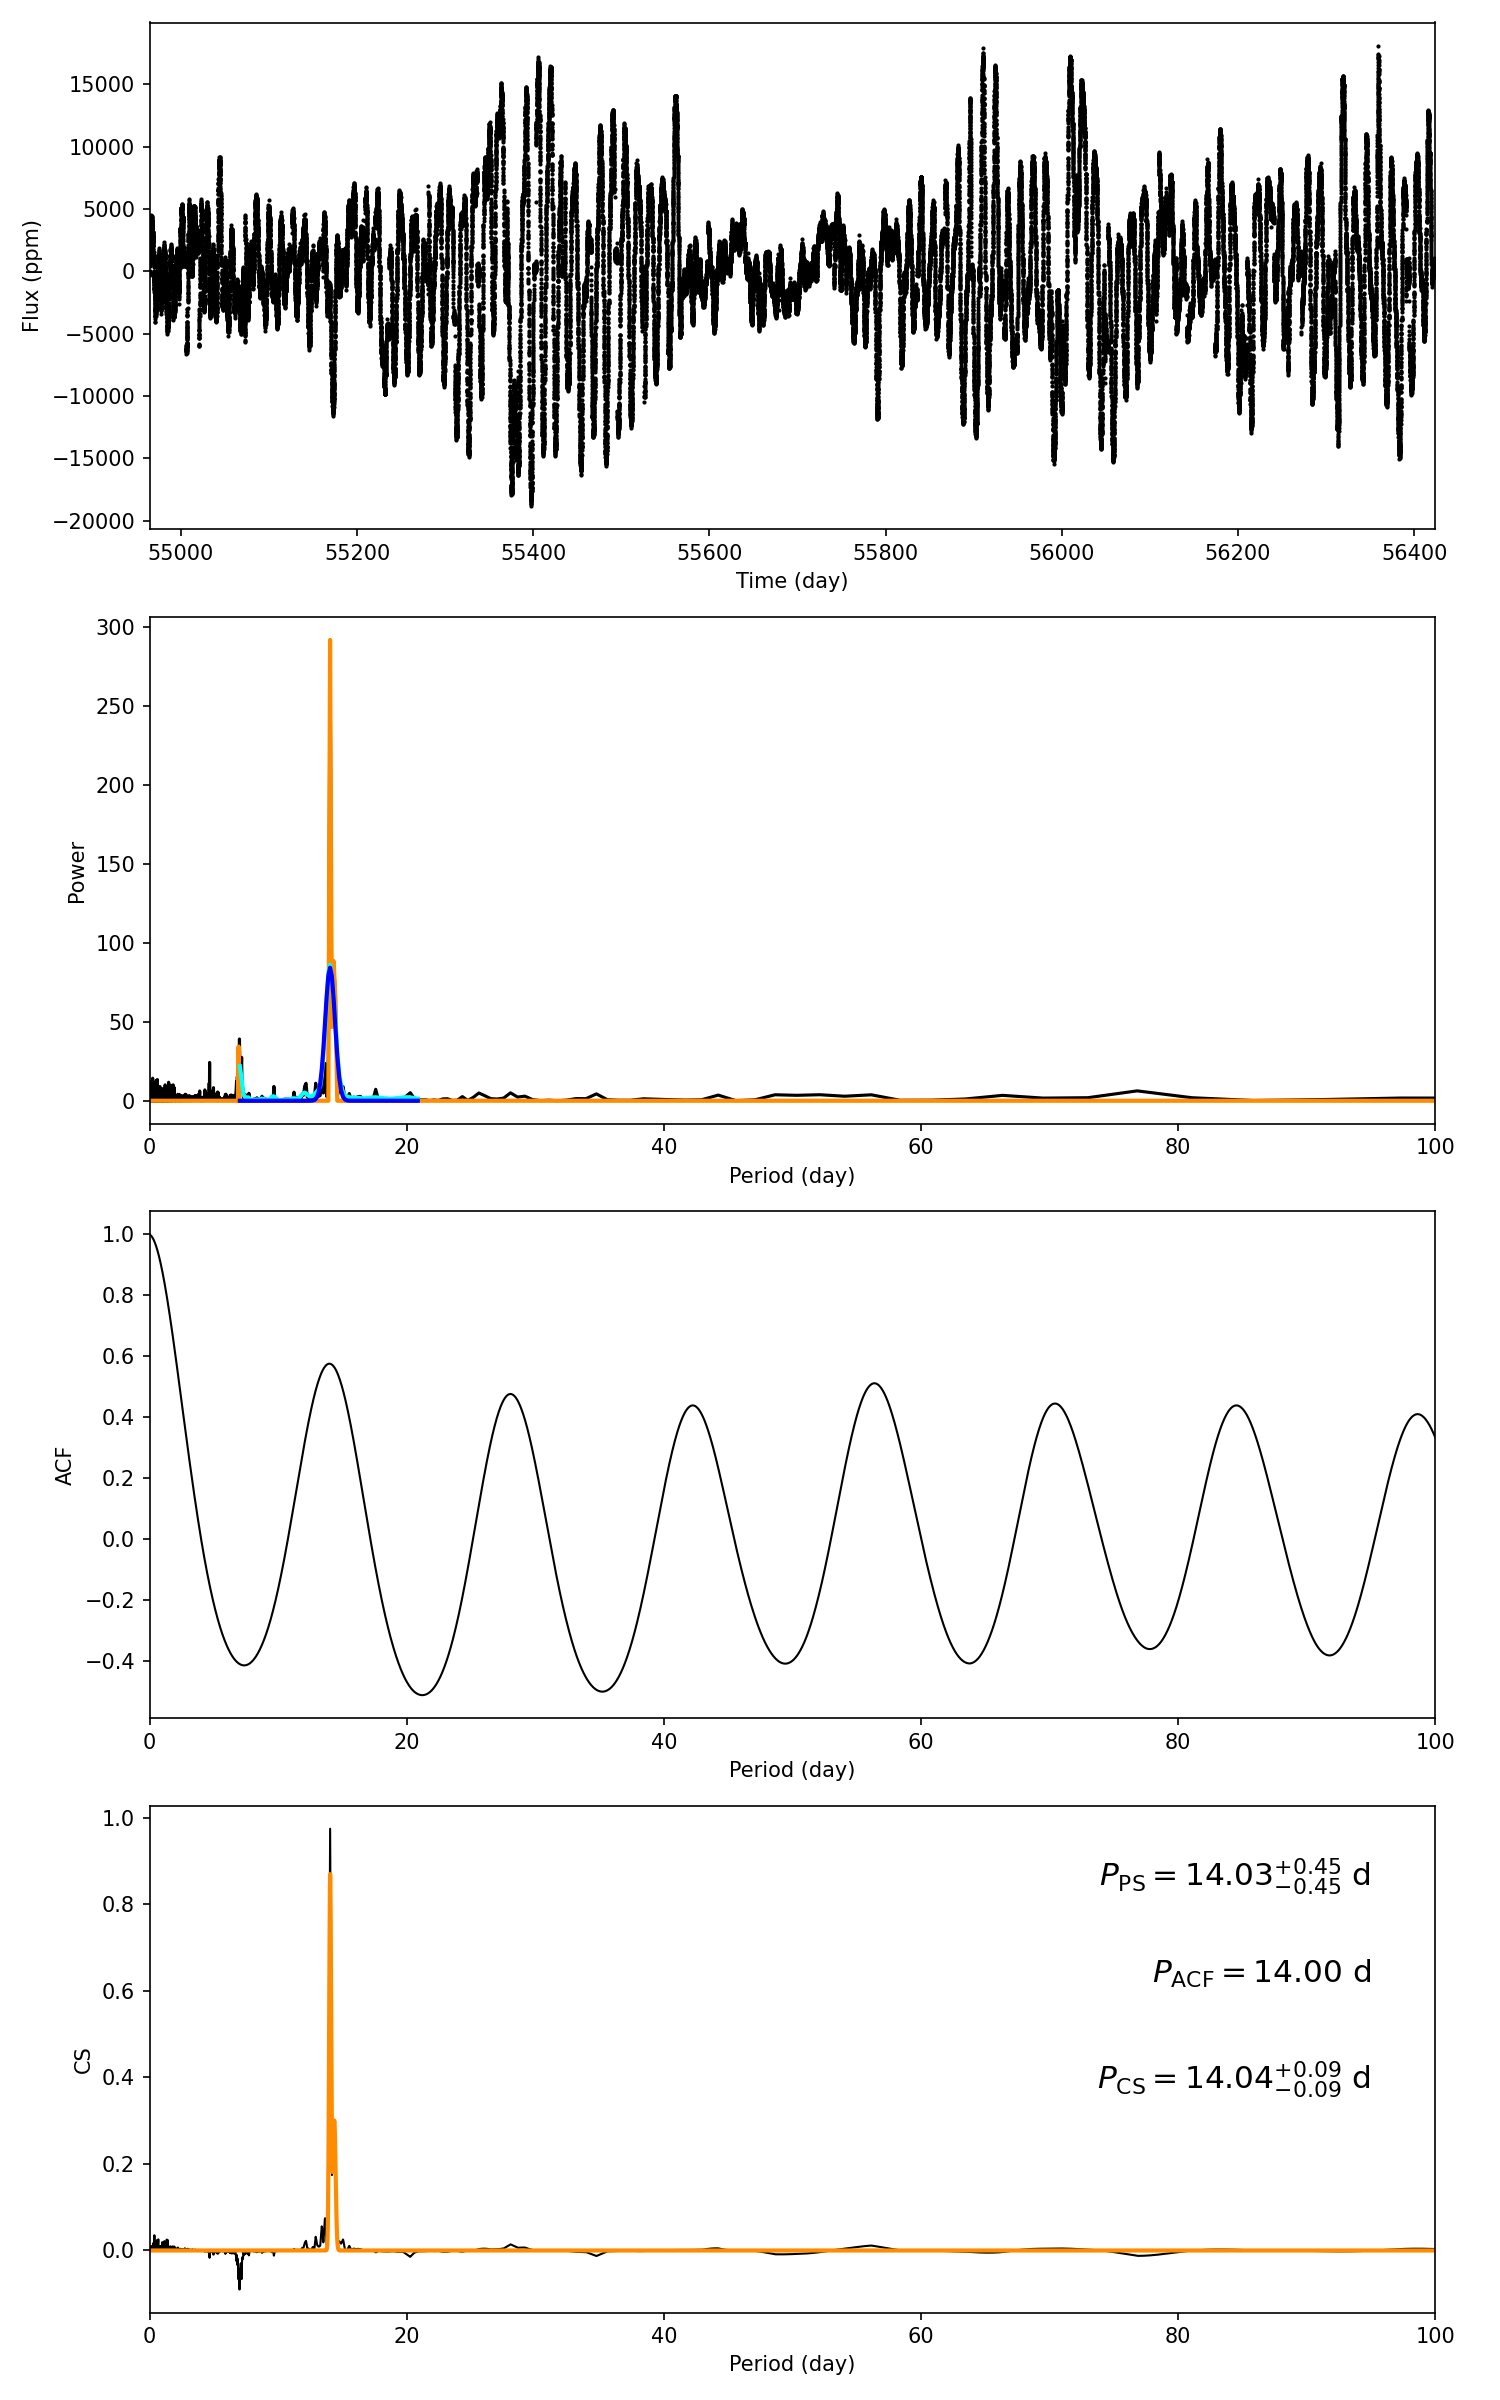 15000
10000
5000
0
−5000
−10000
−15000
−20000
Flux (ppm)
55000 55200 55400 55600 55800 56000 56200 56400
Time (day)
300
250
200
150
100
50
0
Power
0 20 40 60 80 100
Period (day)
1.0
0.8
0.6
0.4
0.2
0.0
−0.2
−0.4
ACF
0 20 40 60 80 100
Period (day)
1.0
0.8
0.6
0.4
0.2
0.0
CS
P_PS = 14.03^{+0.45}_{−0.45} d
P_ACF = 14.00 d
P_CS = 14.04^{+0.09}_{−0.09} d
0 20 40 60 80 100
Period (day)